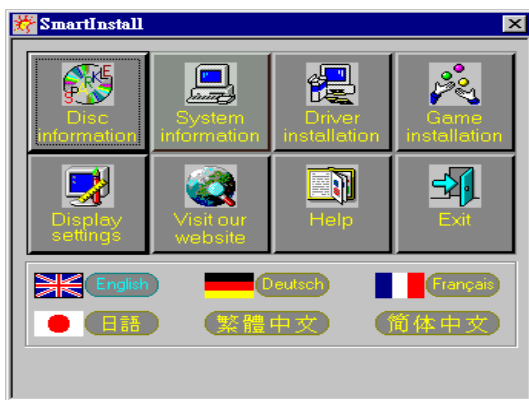 SmartInstall
SPARKLE
Disc
information
System
information
Driver
installation
Game
installation
Display
settings
Visit our
website
Help
Exit
English
Deutsch
Français
日語
繁體中文
简体中文